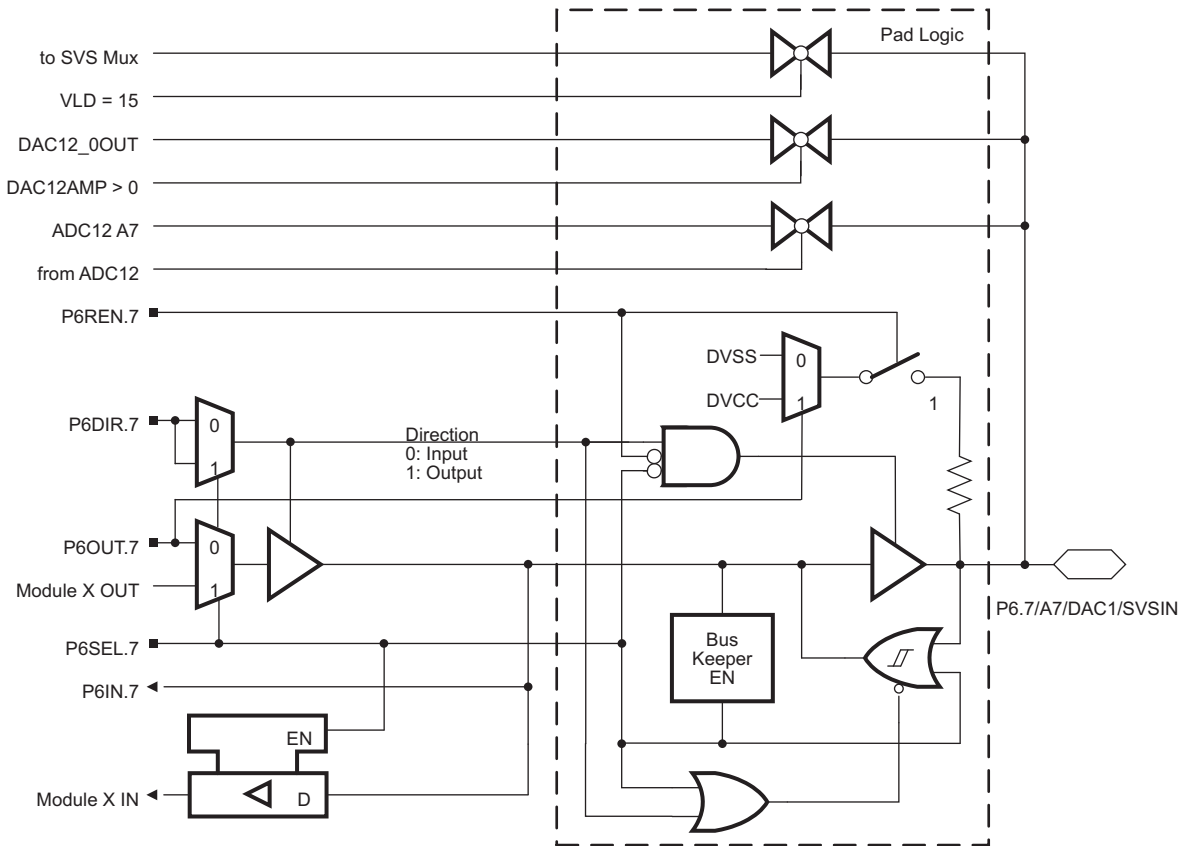 Pad Logic
to SVS Mux
VLD = 15
DAC12_0OUT
DAC12AMP > 0
ADC12 A7
from ADC12
P6REN.7
DVSS
0
DVCC
1
1
P6DIR.7
0
1
Direction
0: Input
1: Output
P6OUT.7
0
Module X OUT
1
P6.7/A7/DAC1/SVSIN
P6SEL.7
Bus
Keeper
EN
P6IN.7
EN
Module X IN
D